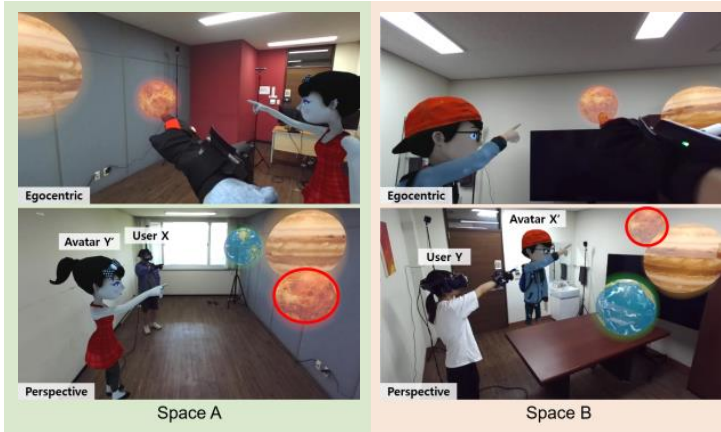 Egocentric
Egocentric
Avatar Y'
User X
Perspective
User Y
Avatar X'
Perspective
Space A
Space B